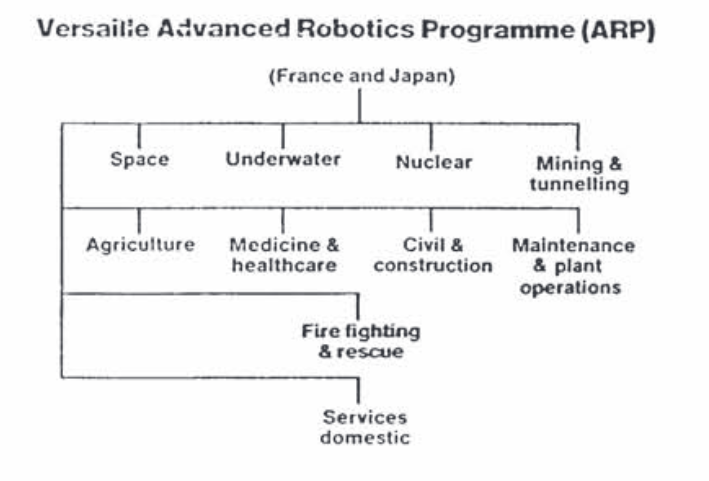 Versaille Advanced Robotics Programme (ARP)
(France and Japan)
Space Underwater Nuclear Mining &
tunnelling
Agriculture Medicine & Civil & Maintenance
healthcare construction & plant
operations
Fire fighting
& rescue
Services
domestic